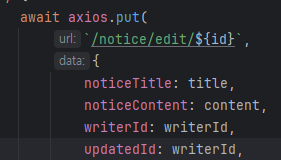 await axios.put(
url: `/notice/edit/${id}`,
data: {
noticeTitle: title,
noticeContent: content,
writerId: writerId,
updatedId: writerId,